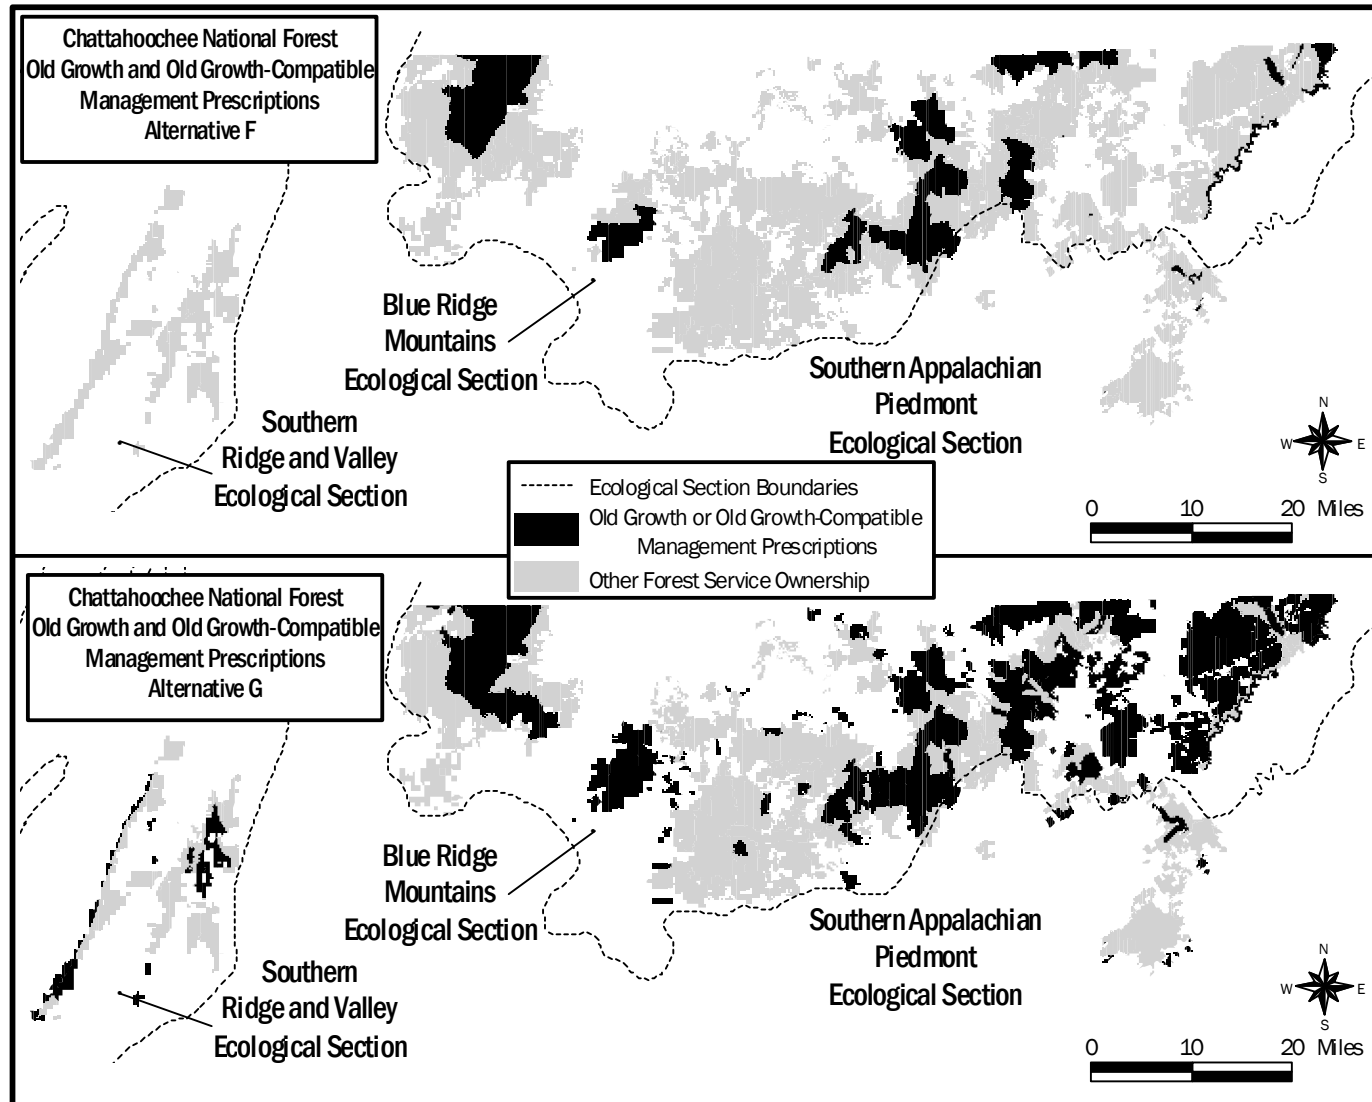 Chattahoochee National Forest
Old Growth and Old Growth-Compatible
Management Prescriptions
Alternative F
Blue Ridge
Mountains
Ecological Section
Southern
Ridge and Valley
Ecological Section
Southern Appalachian
Piedmont
Ecological Section
N
W E
S
0 10 20 Miles
Ecological Section Boundaries
Old Growth or Old Growth-Compatible
Management Prescriptions
Other Forest Service Ownership
Chattahoochee National Forest
Old Growth and Old Growth-Compatible
Management Prescriptions
Alternative G
Blue Ridge
Mountains
Ecological Section
Southern
Ridge and Valley
Ecological Section
Southern Appalachian
Piedmont
Ecological Section
N
W E
S
0 10 20 Miles